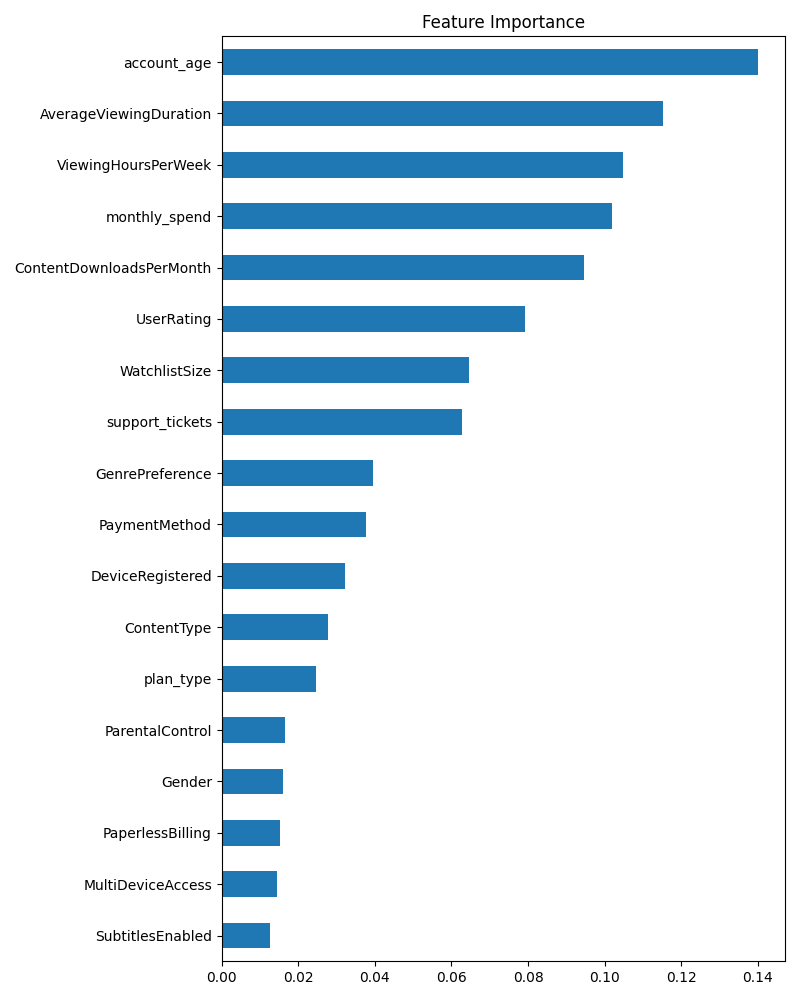 Feature Importance
account_age
AverageViewingDuration
ViewingHoursPerWeek
monthly_spend
ContentDownloadsPerMonth
UserRating
WatchlistSize
support_tickets
GenrePreference
PaymentMethod
DeviceRegistered
ContentType
plan_type
ParentalControl
Gender
PaperlessBilling
MultiDeviceAccess
SubtitlesEnabled
0.00 0.02 0.04 0.06 0.08 0.10 0.12 0.14